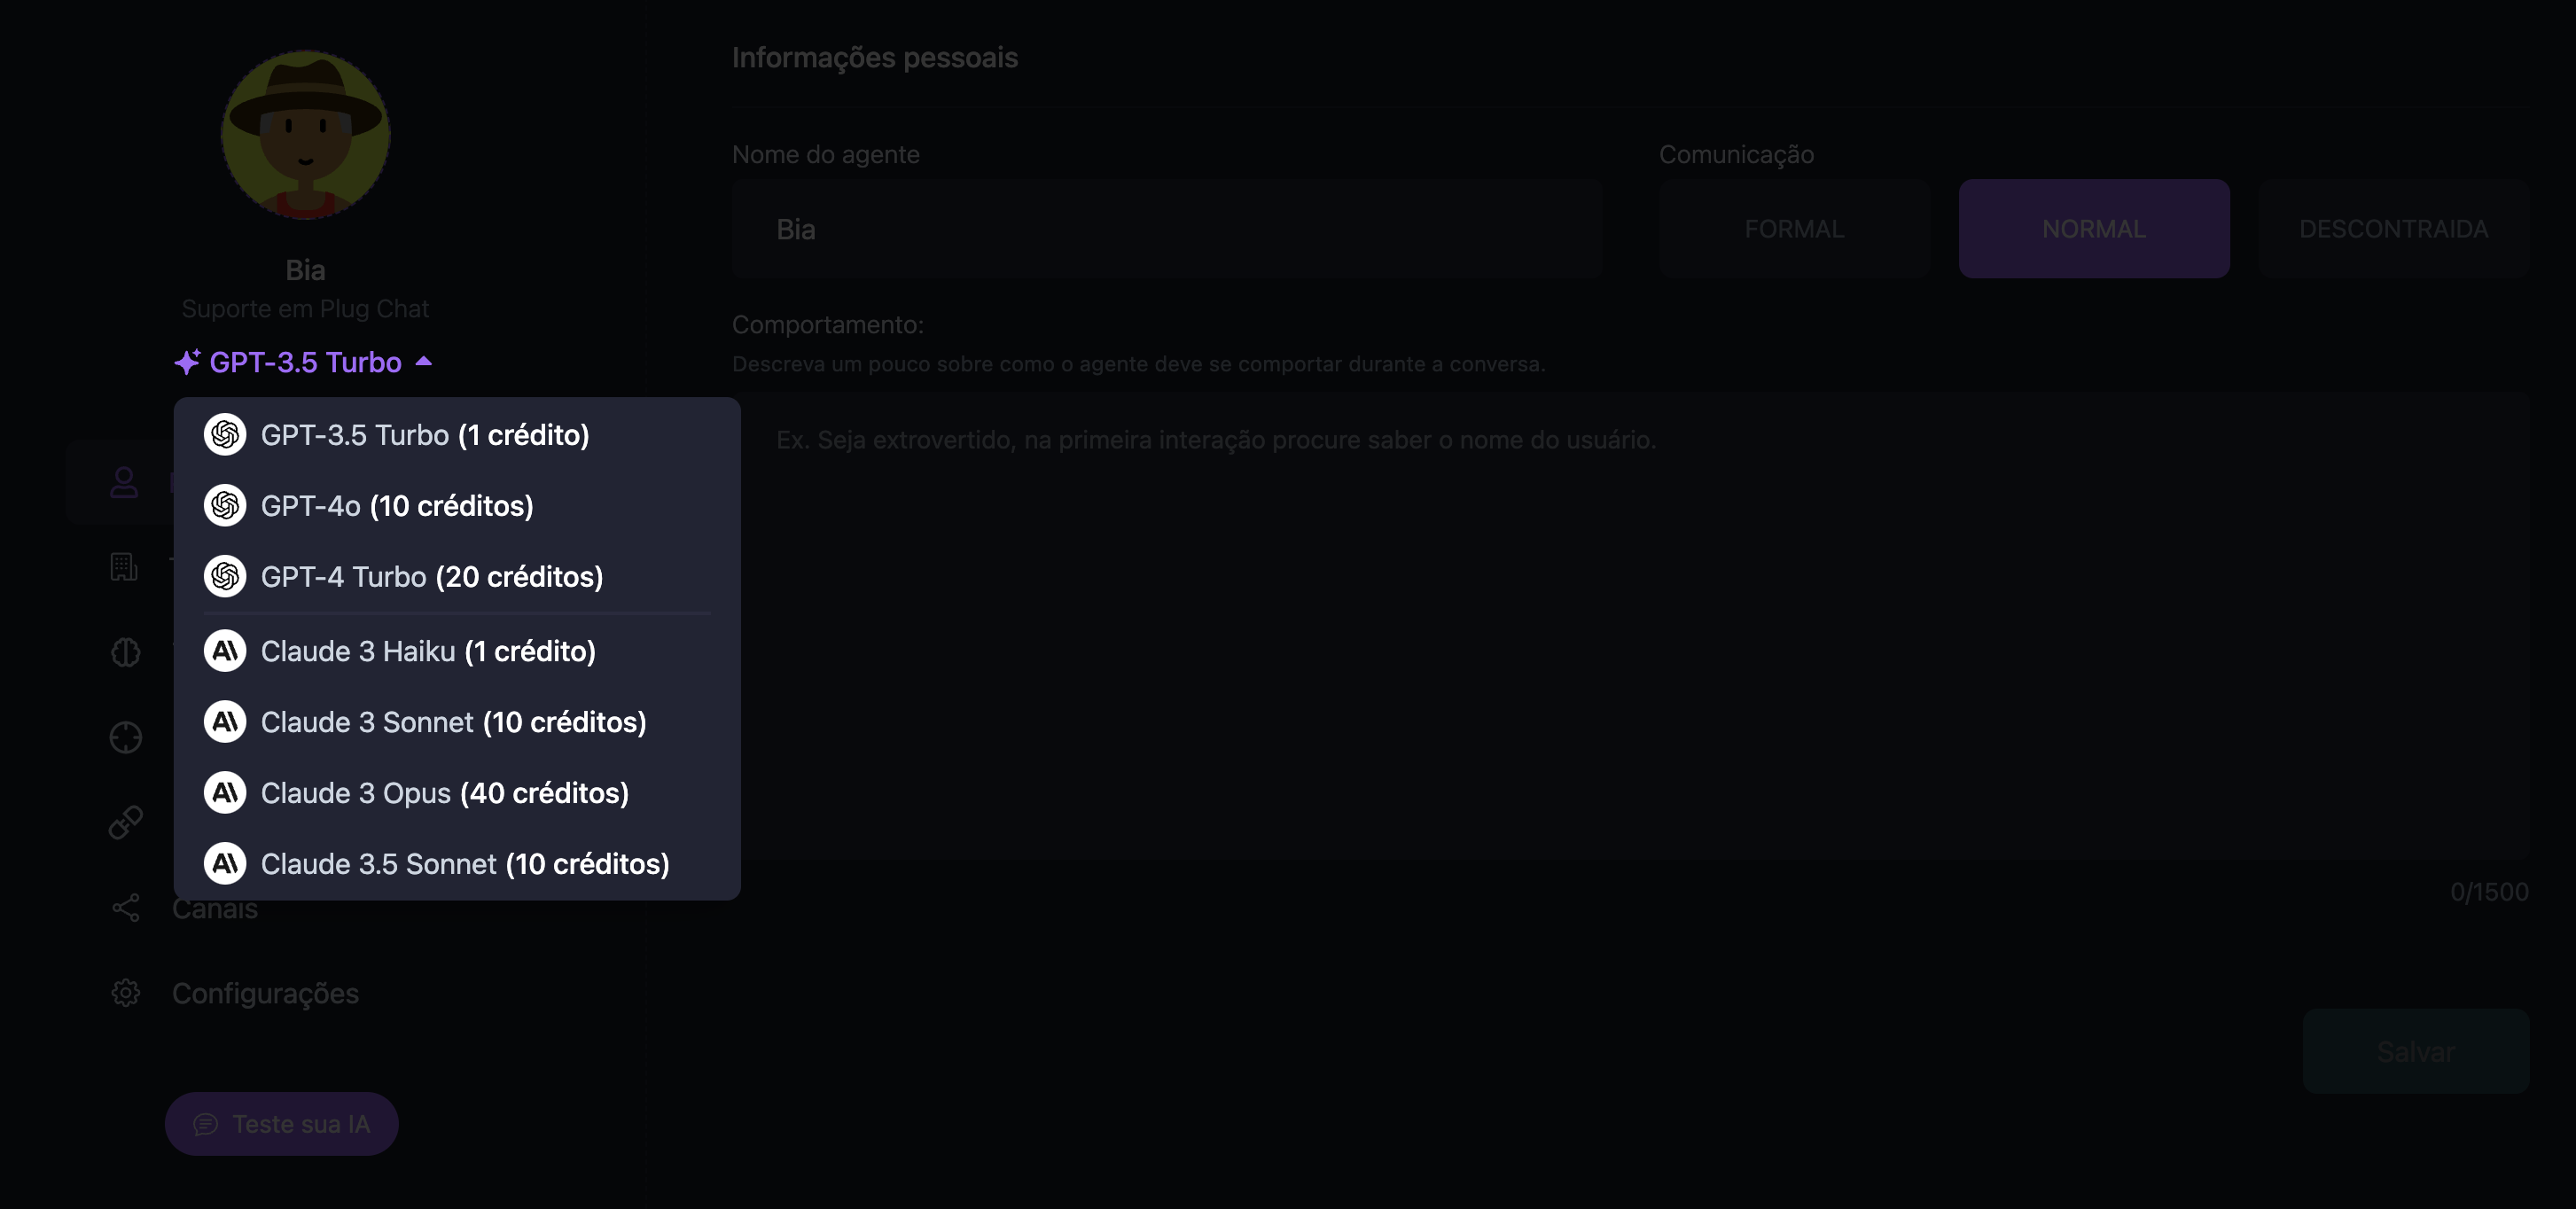 Informações pessoais
Nome do agente
Comunicação
Bia
FORMAL
NORMAL
DESCONTRAIDA
Bia
Suporte em Plug Chat
Comportamento:
GPT-3.5 Turbo
Descreva um pouco sobre como o agente deve se comportar durante a conversa.
GPT-3.5 Turbo (1 crédito)
GPT-4o (10 créditos)
GPT-4 Turbo (20 créditos)
Claude 3 Haiku (1 crédito)
Claude 3 Sonnet (10 créditos)
Claude 3 Opus (40 créditos)
Claude 3.5 Sonnet (10 créditos)
Ex. Seja extrovertido, na primeira interação procure saber o nome do usuário.
0/1500
Canais
Configurações
Salvar
Teste sua IA